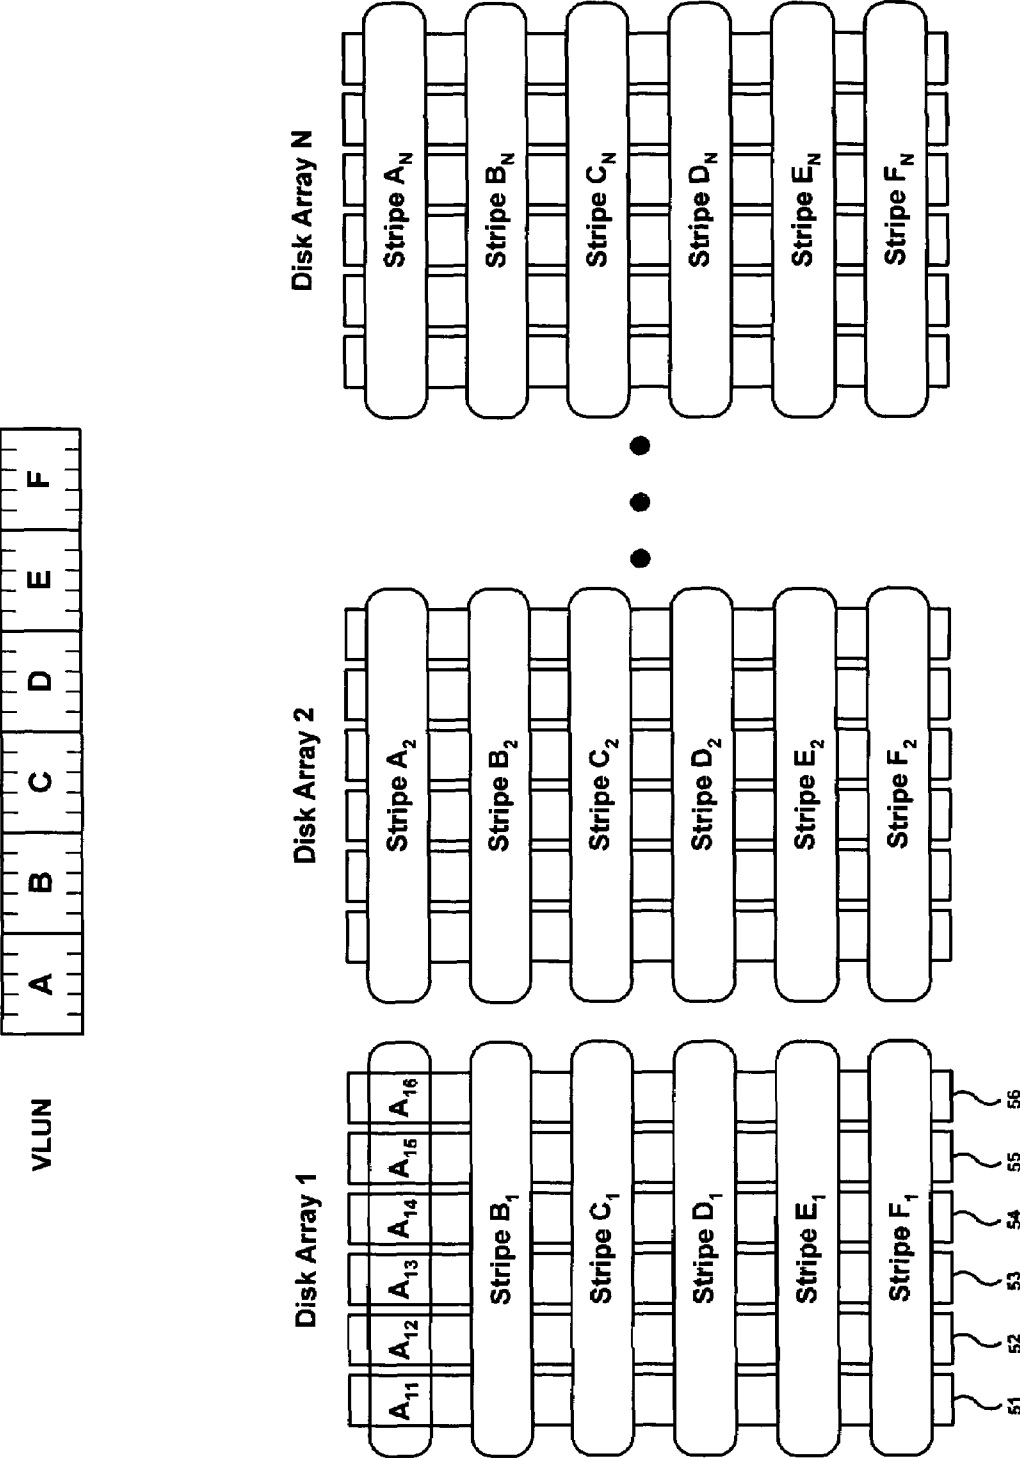 VLUN
A B C D E F
Disk Array 1
A11 A12 A13 A14 A15 A16
Stripe B1
Stripe C1
Stripe D1
Stripe E1
Stripe F1
51 52 53 54 55 56
Disk Array 2
Stripe A2
Stripe B2
Stripe C2
Stripe D2
Stripe E2
Stripe F2
Disk Array N
Stripe AN
Stripe BN
Stripe CN
Stripe DN
Stripe EN
Stripe FN